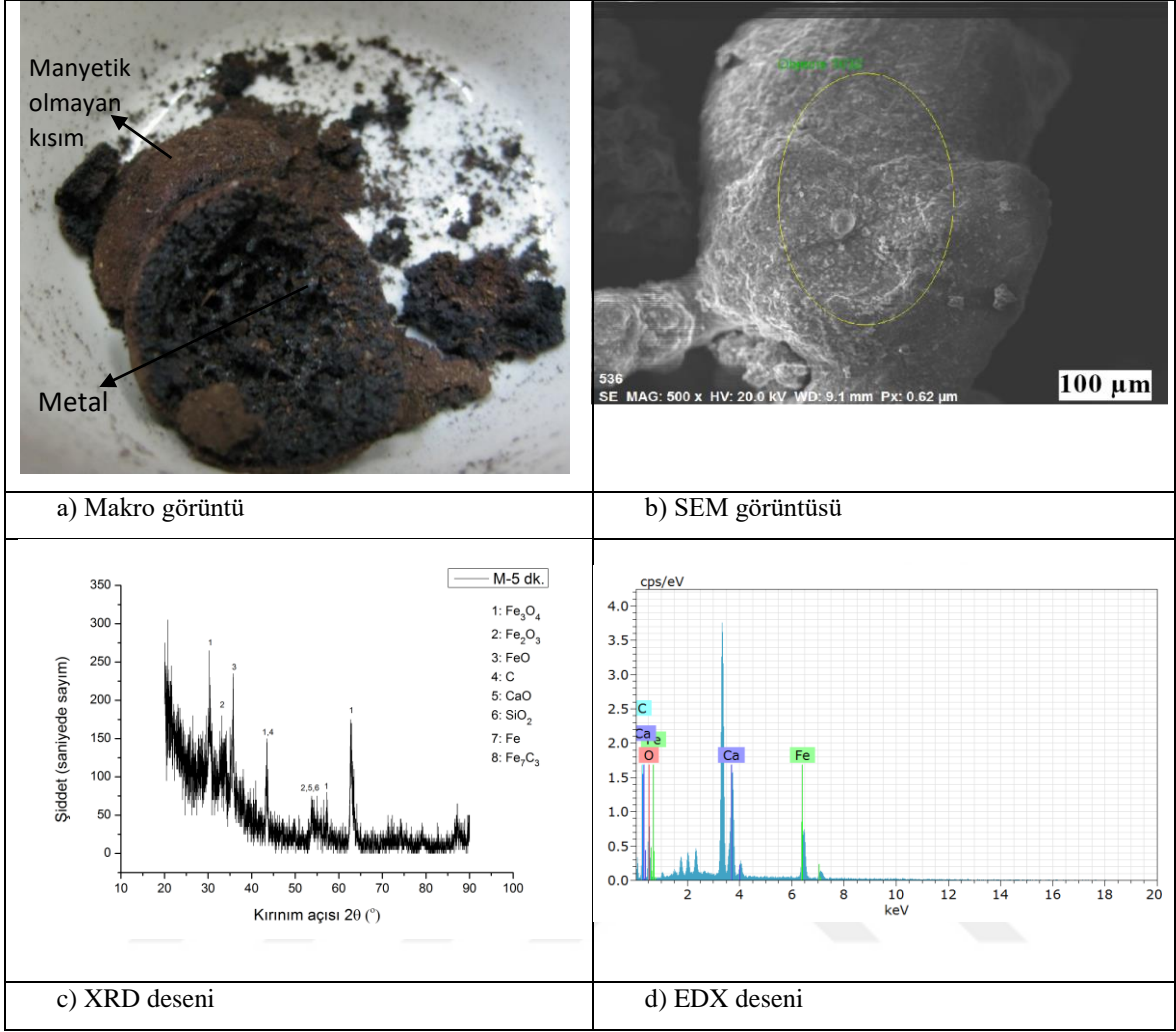 Manyetik
olmayan
kısım
Metal
a) Makro görüntü
536
SE MAG: 500 x HV: 20.0 kV WD: 9.1 mm Px: 0.62 µm
100 µm
b) SEM görüntüsü
M-5 dk.
1: Fe3O4
2: Fe2O3
3: FeO
4: C
5: CaO
6: SiO2
7: Fe
8: Fe7C3
Şiddet (saniyede sayım)
350
300
250
200
150
100
50
0
1
2
3
1,4
2,5,6
1
1
10 20 30 40 50 60 70 80 90 100
Kırınım açısı 2θ (°)
c) XRD deseni
cps/eV
4.0
3.5
3.0
2.5
2.0
1.5
1.0
0.5
0.0
C
Ca
Fe
O
Ca
Fe
2 4 6 8 10 12 14 16 18 20
keV
d) EDX deseni